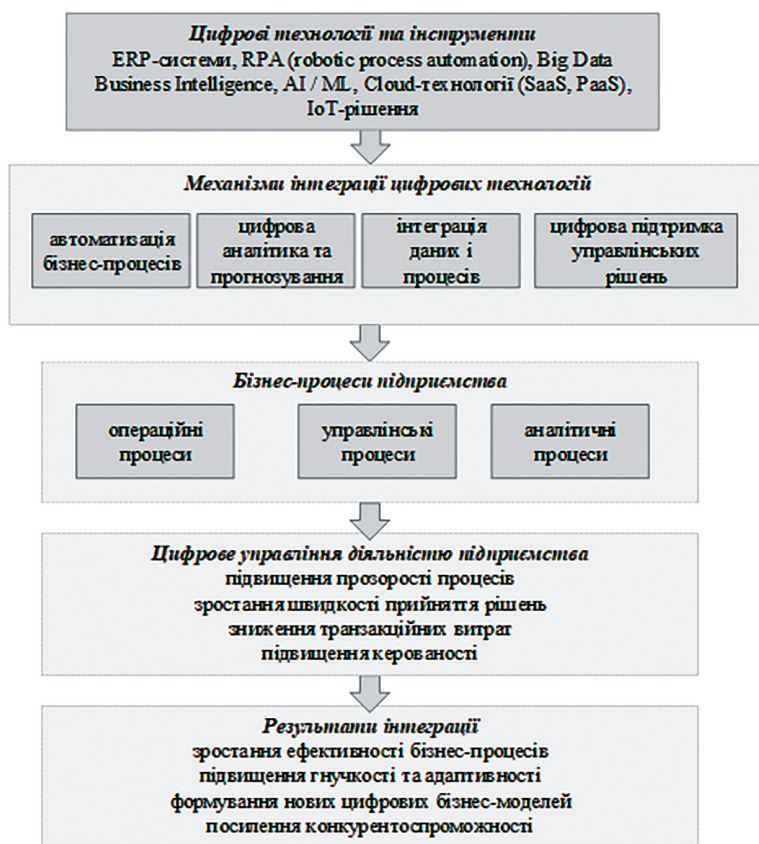 Цифрові технології та інструменти
ERP-системи, RPA (robotic process automation), Big Data
Business Intelligence, AI / ML, Cloud-технології (SaaS, PaaS),
IoT-рішення
Механізми інтеграції цифрових технологій
автоматизація
бізнес-процесів
цифрова
аналітика та
прогнозування
інтеграція
даних і
процесів
цифрова підтримка
управлінських
рішень
Бізнес-процеси підприємства
операційні
процеси
управлінські
процеси
аналітичні
процеси
Цифрове управління діяльністю підприємства
підвищення прозорості процесів
зростання швидкості прийняття рішень
зниження транзакційних витрат
підвищення керованості
Результати інтеграції
зростання ефективності бізнес-процесів
підвищення гнучкості та адаптивності
формування нових цифрових бізнес-моделей
посилення конкурентоспроможності